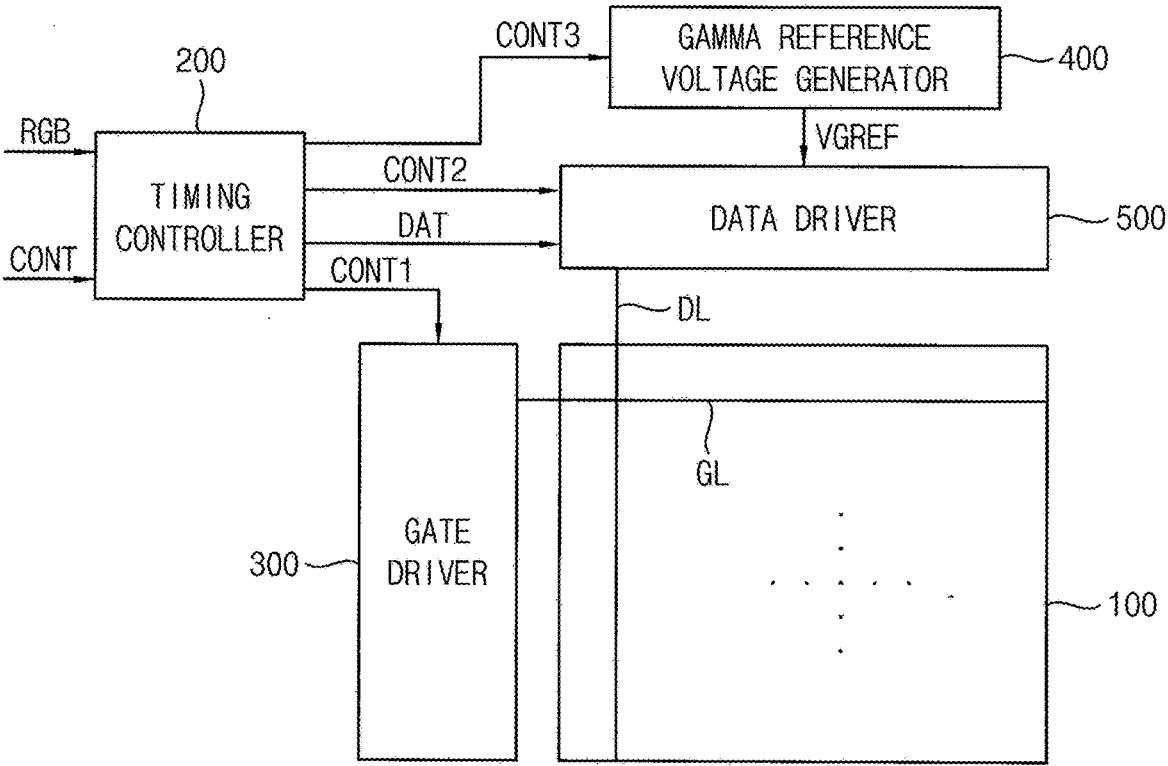 CONT3
GAMMA REFERENCE
VOLTAGE GENERATOR
400
200
RGB
VGREF
TIMING
CONTROLLER
CONT2
DATA DRIVER
500
DAT
CONT
CONT1
DL
GL
GATE
DRIVER
300
100